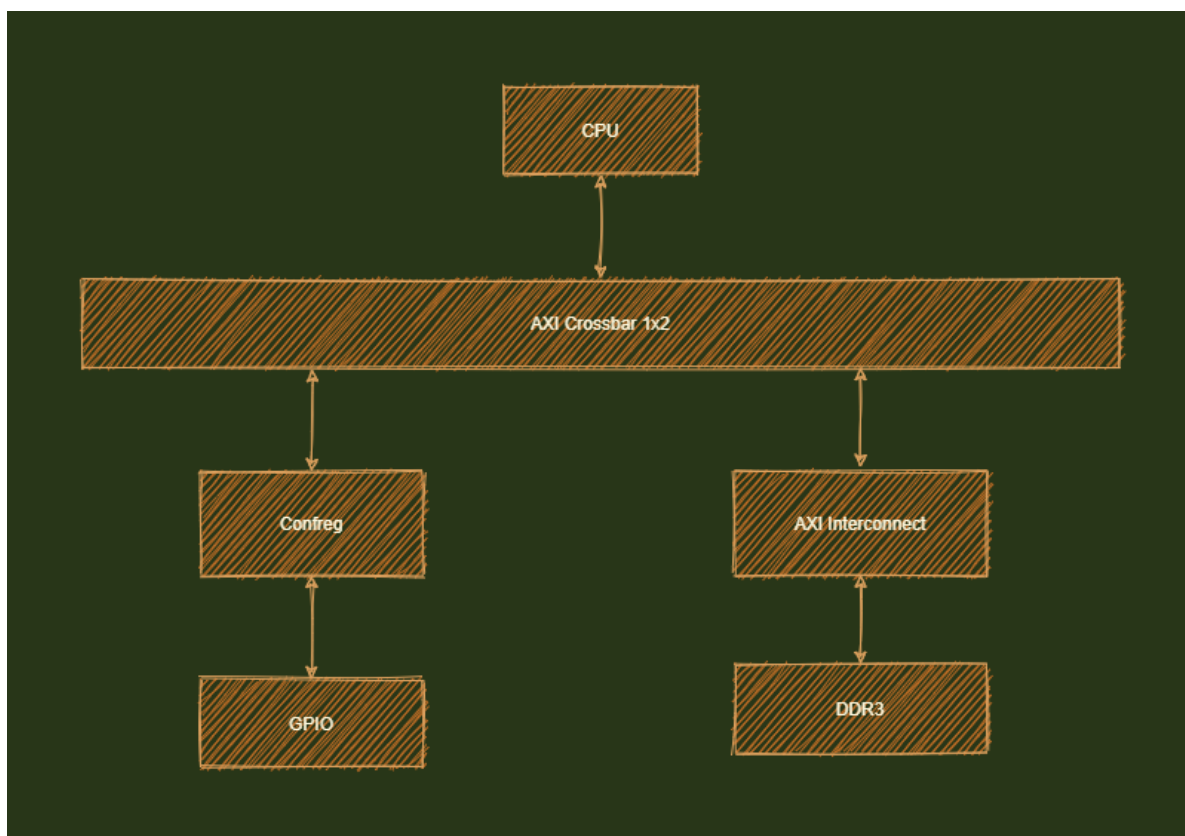 CPU
AXI Crossbar 1x2
Confreg
AXI Interconnect
GPIO
DDR3